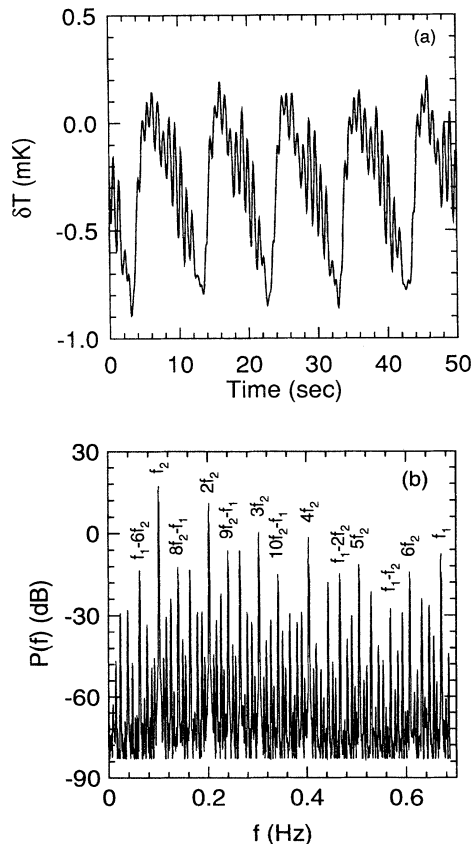 (a)
0.5
0.0
-0.5
-1.0
δT (mK)
0 10 20 30 40 50
Time (sec)
(b)
30
0
-30
-60
-90
P(f) (dB)
f₁-6f₂
f₂
8f₂-f₁
2f₂
9f₂-f₁
3f₂
10f₂-f₁
4f₂
f₁-2f₂
5f₂
f₁-f₂
6f₂
f₁
0 0.2 0.4 0.6
f (Hz)